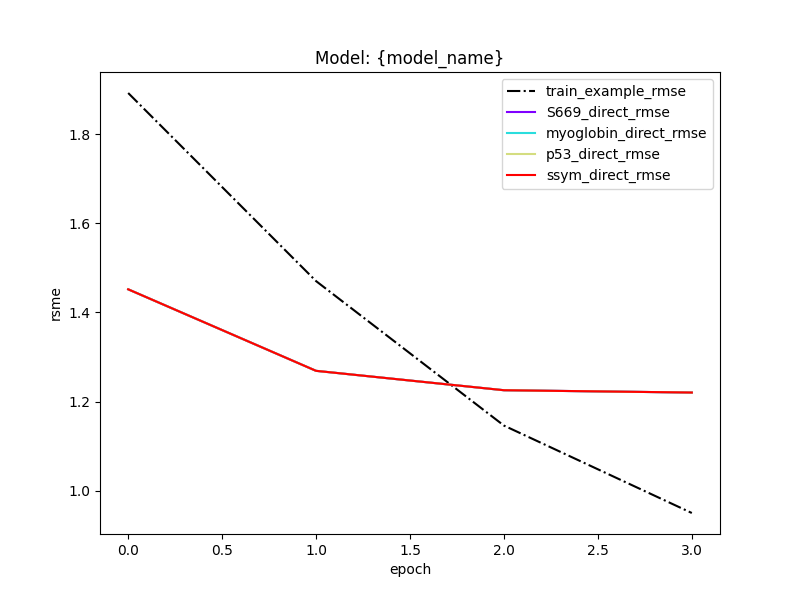 Model: {model_name}
train_example_rmse
S669_direct_rmse
myoglobin_direct_rmse
p53_direct_rmse
ssym_direct_rmse
rsme
1.8
1.6
1.4
1.2
1.0
0.0 0.5 1.0 1.5 2.0 2.5 3.0
epoch